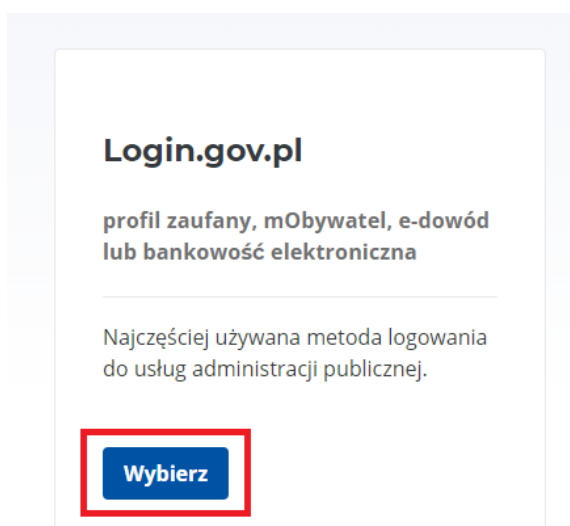 Login.gov.pl
profil zaufany, mObywatel, e-dowód
lub bankowość elektroniczna
Najczęściej używana metoda logowania
do usług administracji publicznej.
Wybierz